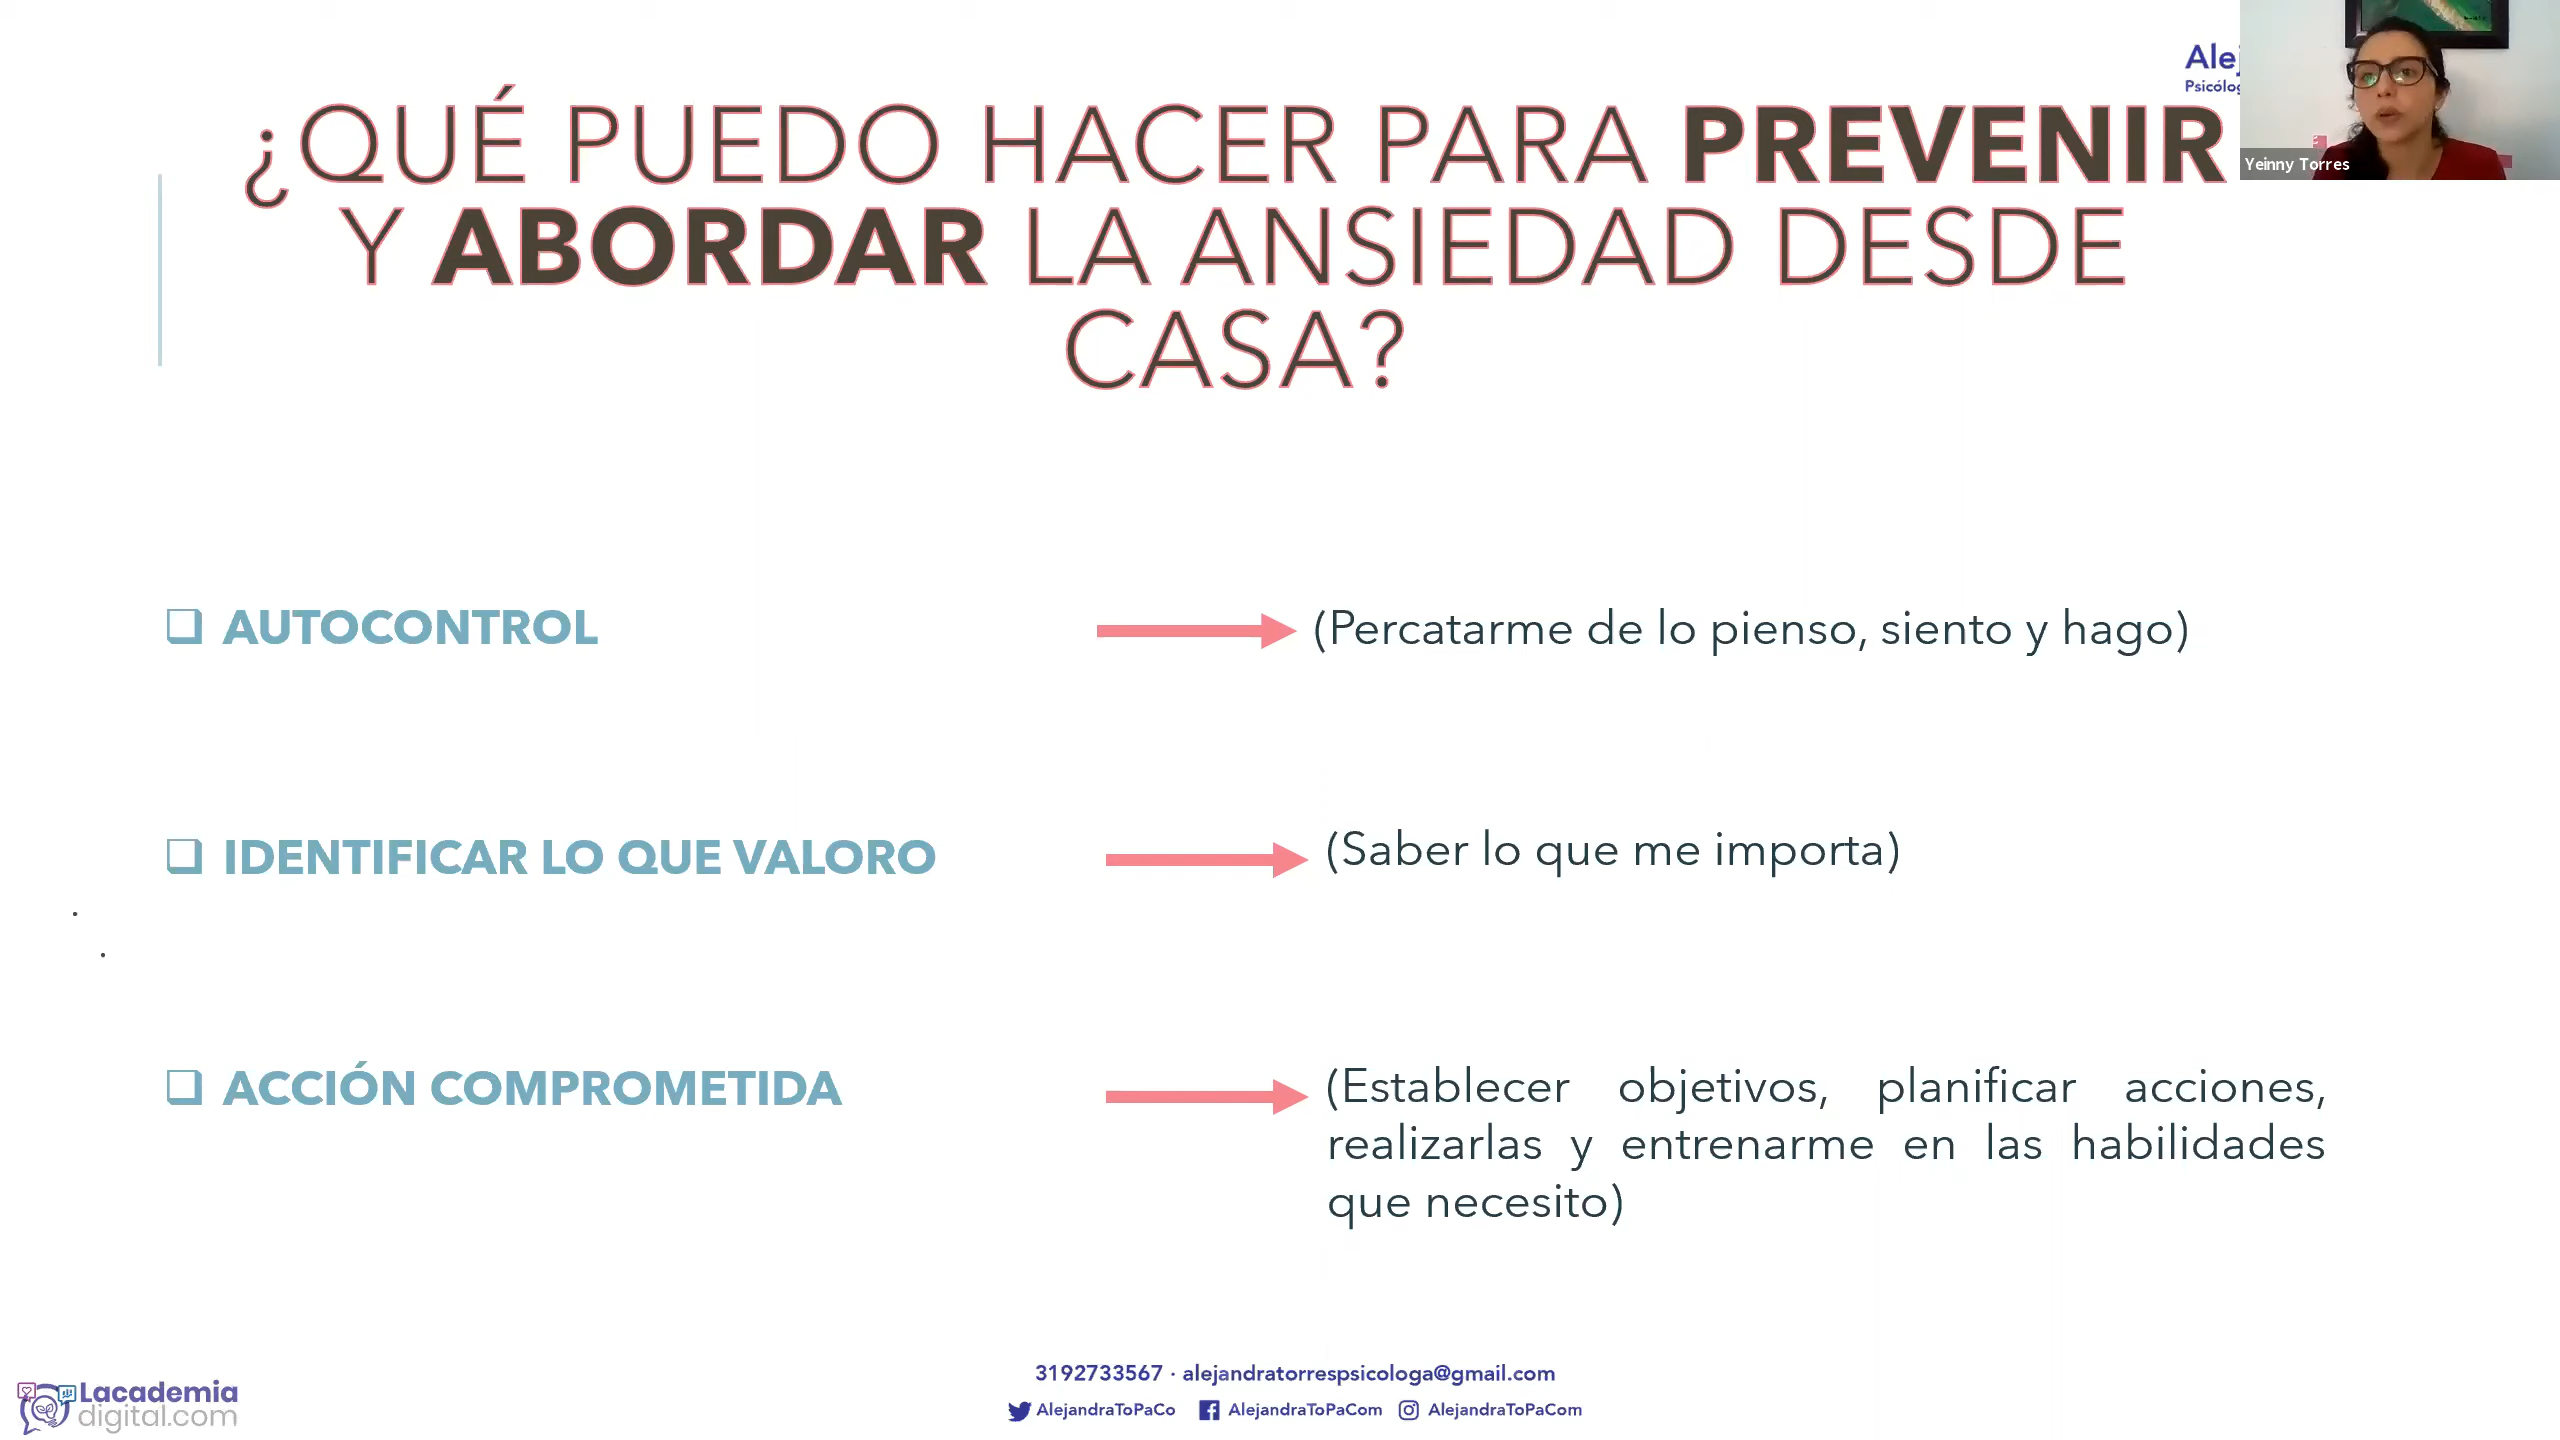 Ale
Psicólog
Yeinny Torres
¿QUÉ PUEDO HACER PARA PREVENIR
Y ABORDAR LA ANSIEDAD DESDE
CASA?
AUTOCONTROL
(Percatarme de lo pienso, siento y hago)
IDENTIFICAR LO QUE VALORO
(Saber lo que me importa)
ACCIÓN COMPROMETIDA
(Establecer objetivos, planificar acciones,
realizarlas y entrenarme en las habilidades
que necesito)
3192733567 · alejandratorrespsicologa@gmail.com
AlejandraToPaCo AlejandraToPaCom AlejandraToPaCom
Lacademia
digital.com